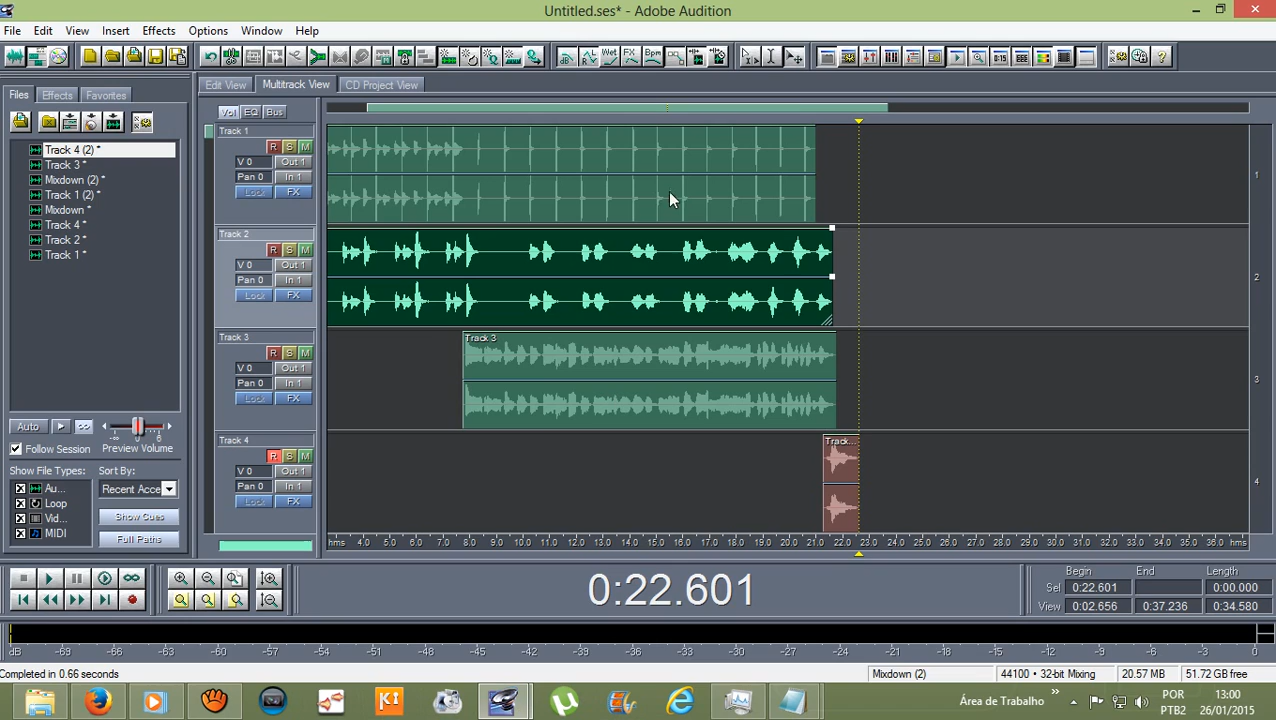 Untitled.ses* - Adobe Audition
File Edit View Insert Effects Options Window Help
Edit View Multitrack View CD Project View
Files Effects Favorites
Vol EQ Bus
Track 4 (2) *
Track 3 *
Mixdown (2) *
Track 1 (2) *
Mixdown *
Track 4 *
Track 2 *
Track 1 *
Track 1
R S M
V 0 Out 1
Pan 0 In 1
Lock FX
1
Track 2
R S M
V 0 Out 1
Pan 0 In 1
Lock FX
2
Track 3
R S M
V 0 Out 1
Pan 0 In 1
Lock FX
Track 3
3
Track 4
R S M
V 0 Out 1
Pan 0 In 1
Lock FX
Track...
4
Auto
-∞ 0 6
Follow Session Preview Volume
Show File Types: Sort By:
Au... Recent Acce
Loop
Vid... Show Cues
MIDI Full Paths
hms 4.0 5.0 6.0 7.0 8.0 9.0 10.0 11.0 12.0 13.0 14.0 15.0 16.0 17.0 18.0 19.0 20.0 21.0 22.0 23.0 24.0 25.0 26.0 27.0 28.0 29.0 30.0 31.0 32.0 33.0 34.0 35.0 36.0 hms
0:22.601
Begin End Length
Sel 0:22.601 0:00.000
View 0:02.656 0:37.236 0:34.580
dB -69 -66 -63 -60 -57 -54 -51 -48 -45 -42 -39 -36 -33 -30 -27 -24 -21 -18 -15 -12 -9 -6 -3 0
Completed in 0.66 seconds
Mixdown (2) 44100 • 32-bit Mixing 20.57 MB 51.72 GB free
Área de Trabalho
POR
PTB2
13:00
26/01/2015